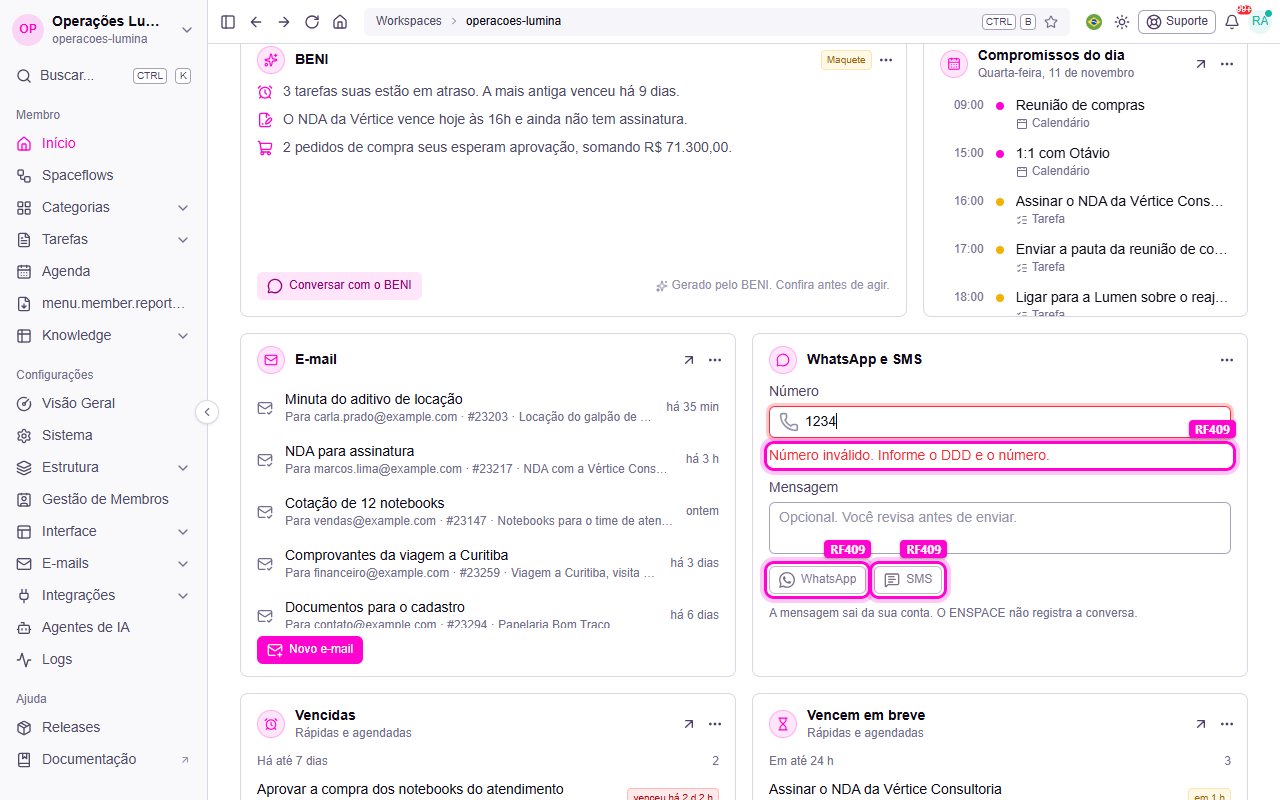 OP
Operações Lu...
operacoes-lumina
Buscar...
CTRL
K
Membro
Início
Spaceflows
Categorias
Tarefas
Agenda
menu.member.report...
Knowledge
Configurações
Visão Geral
Sistema
Estrutura
Gestão de Membros
Interface
E-mails
Integrações
Agentes de IA
Logs
Ajuda
Releases
Documentação
Workspaces
operacoes-lumina
CTRL
B
Suporte
99+
RA
BENI
Maquete
3 tarefas suas estão em atraso. A mais antiga venceu há 9 dias.
O NDA da Vértice vence hoje às 16h e ainda não tem assinatura.
2 pedidos de compra seus esperam aprovação, somando R$ 71.300,00.
Conversar com o BENI
Gerado pelo BENI. Confira antes de agir.
Compromissos do dia
Quarta-feira, 11 de novembro
09:00
Reunião de compras
Calendário
15:00
1:1 com Otávio
Calendário
16:00
Assinar o NDA da Vértice Cons...
Tarefa
17:00
Enviar a pauta da reunião de co...
Tarefa
18:00
Ligar para a Lumen sobre o reaj...
Tarefa
E-mail
Minuta do aditivo de locação
Para carla.prado@example.com · #23203 · Locação do galpão de ...
há 35 min
NDA para assinatura
Para marcos.lima@example.com · #23217 · NDA com a Vértice Cons...
há 3 h
Cotação de 12 notebooks
Para vendas@example.com · #23147 · Notebooks para o time de aten...
ontem
Comprovantes da viagem a Curitiba
Para financeiro@example.com · #23259 · Viagem a Curitiba, visita ...
há 3 dias
Documentos para o cadastro
Para contato@example.com · #23294 · Papelaria Bom Traço
há 6 dias
Novo e-mail
WhatsApp e SMS
Número
1234
RF409
Número inválido. Informe o DDD e o número.
Mensagem
Opcional. Você revisa antes de enviar.
RF409
RF409
WhatsApp
SMS
A mensagem sai da sua conta. O ENSPACE não registra a conversa.
Vencidas
Rápidas e agendadas
Há até 7 dias
2
Aprovar a compra dos notebooks do atendimento
venceu há 2 d 2 h
Vencem em breve
Rápidas e agendadas
Em até 24 h
3
Assinar o NDA da Vértice Consultoria
em 1 h